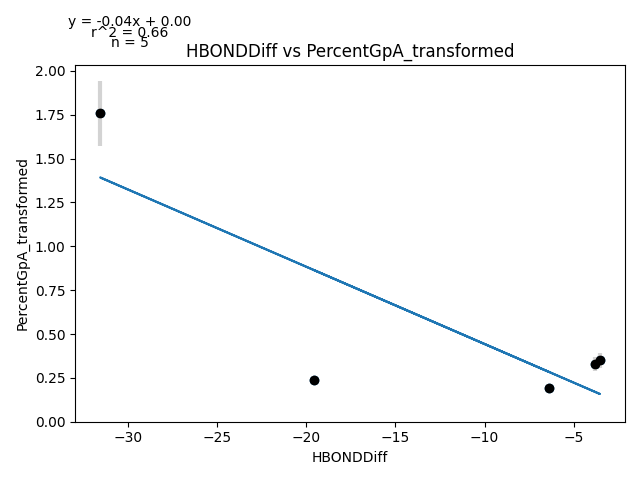 y = -0.04x + 0.00
r^2 = 0.66
n = 5
HBONDDiff vs PercentGpA_transformed
2.00
1.75
1.50
1.25
1.00
0.75
0.50
0.25
0.00
PercentGpA_transformed
−30
−25
−20
−15
−10
−5
HBONDDiff